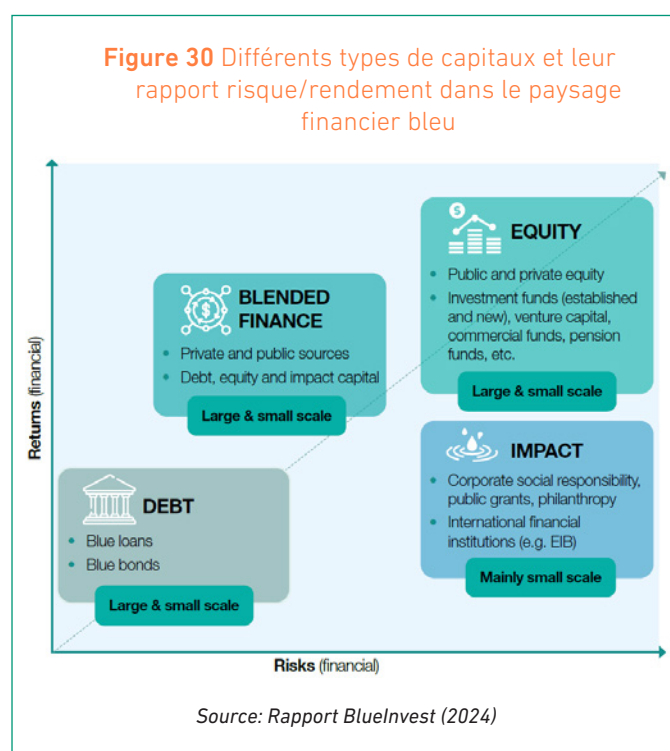 Figure 30 Différents types de capitaux et leur
rapport risque/rendement dans le paysage
financier bleu
Returns (financial)
$
EQUITY
• Public and private equity
• Investment funds (established
and new), venture capital,
commercial funds, pension
funds, etc.
Large & small scale
$
BLENDED
FINANCE
• Private and public sources
• Debt, equity and impact capital
Large & small scale
IMPACT
• Corporate social responsibility,
public grants, philanthropy
• International financial
institutions (e.g. EIB)
Mainly small scale
DEBT
• Blue loans
• Blue bonds
Large & small scale
Risks (financial)
Source: Rapport BlueInvest (2024)